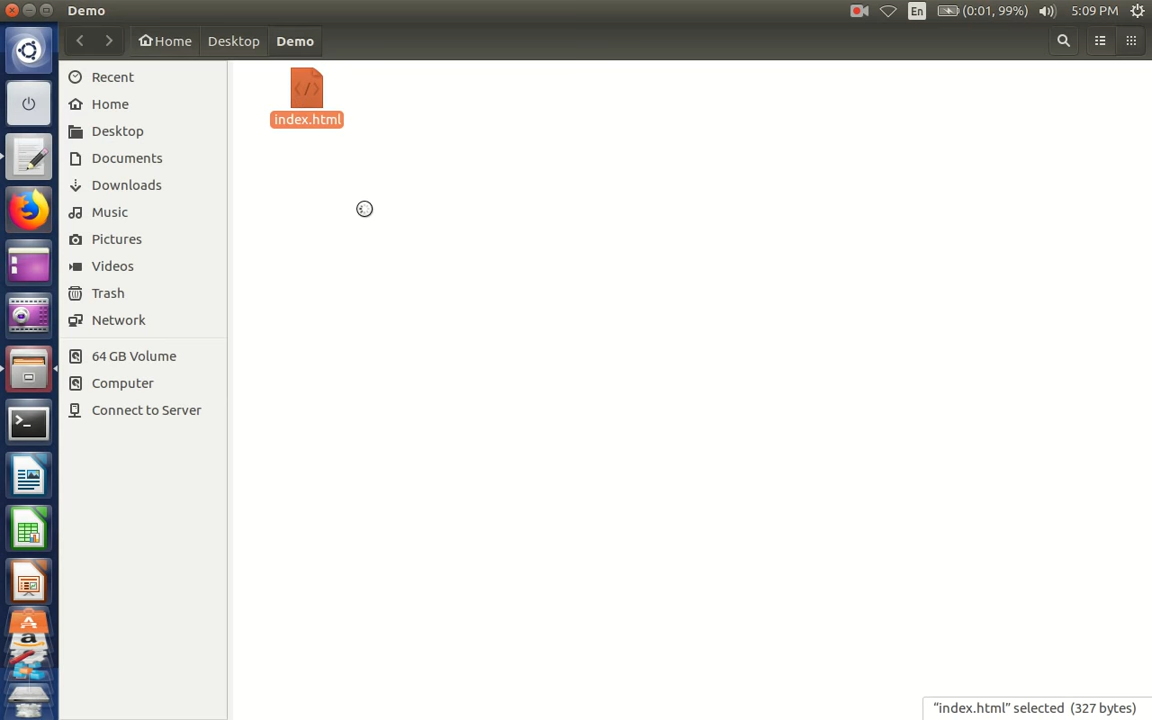 Demo
En
(0:01, 99%)
5:09 PM
Home
Desktop
Demo
Recent
Home
Desktop
Documents
Downloads
Music
Pictures
Videos
Trash
Network
64 GB Volume
Computer
Connect to Server
index.html
"index.html" selected (327 bytes)